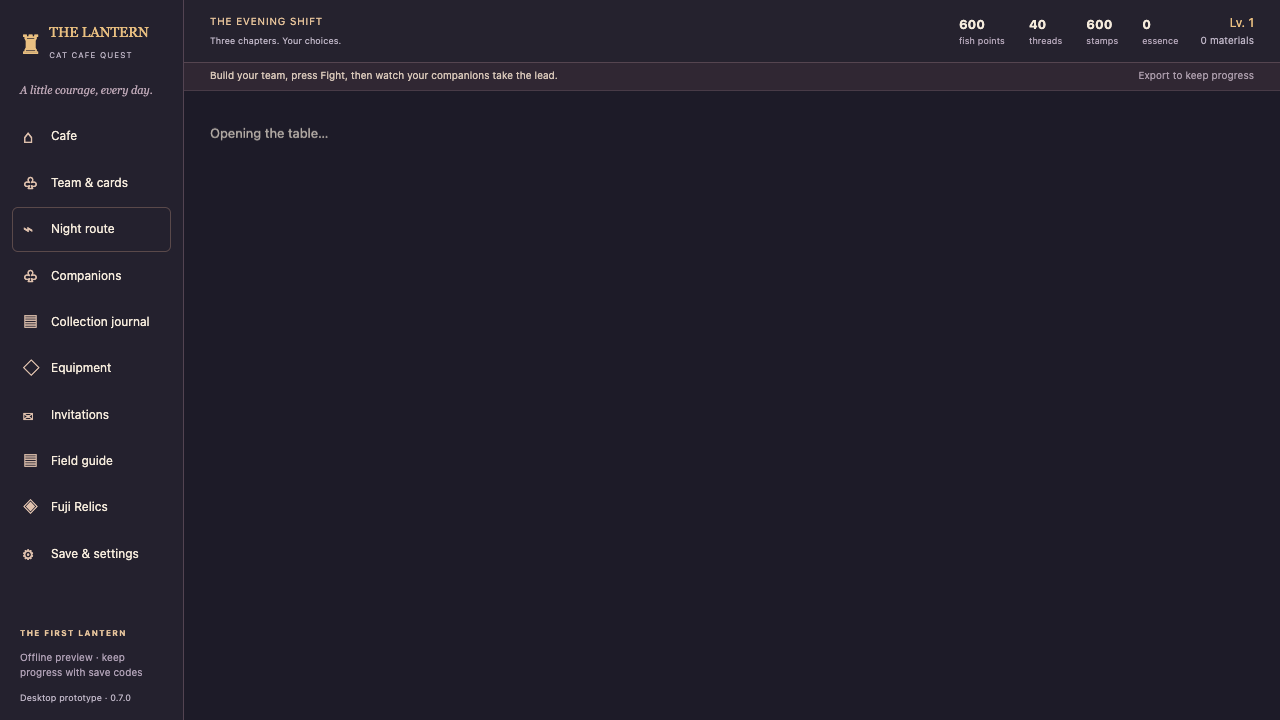 THE LANTERN
CAT CAFE QUEST
A little courage, every day.
Cafe
Team & cards
Night route
Companions
Collection journal
Equipment
Invitations
Field guide
Fuji Relics
Save & settings
THE FIRST LANTERN
Offline preview · keep
progress with save codes
Desktop prototype · 0.7.0
THE EVENING SHIFT
Three chapters. Your choices.
600
fish points
40
threads
600
stamps
0
essence
Lv. 1
0 materials
Build your team, press Fight, then watch your companions take the lead.
Export to keep progress
Opening the table...